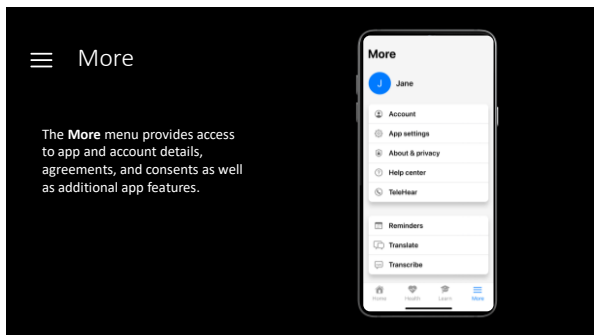 More
The More menu provides access
to app and account details,
agreements, and consents as well
as additional app features.
More
J Jane
Account
App settings
About & privacy
Help center
TeleHear
Reminders
Translate
Transcribe
Home Health Learn More